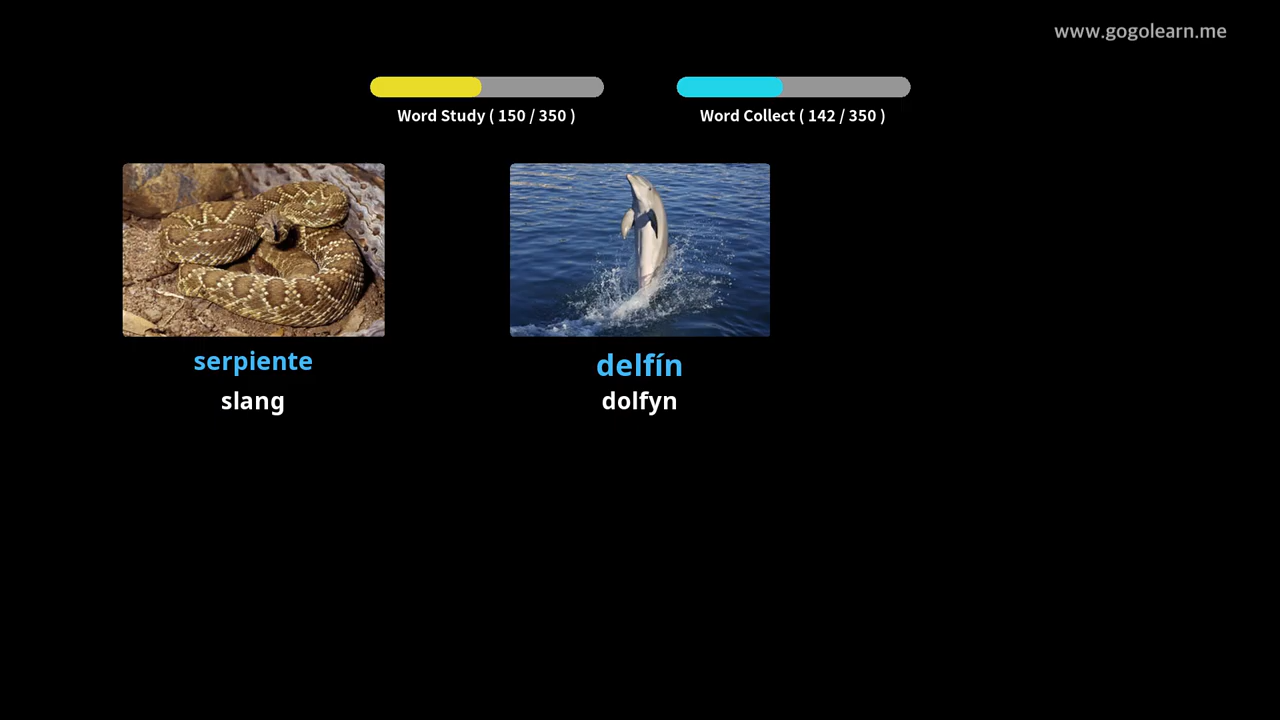 www.gogolearn.me
Word Study ( 150 / 350 )
Word Collect ( 142 / 350 )
serpiente
slang
delfín
dolfyn